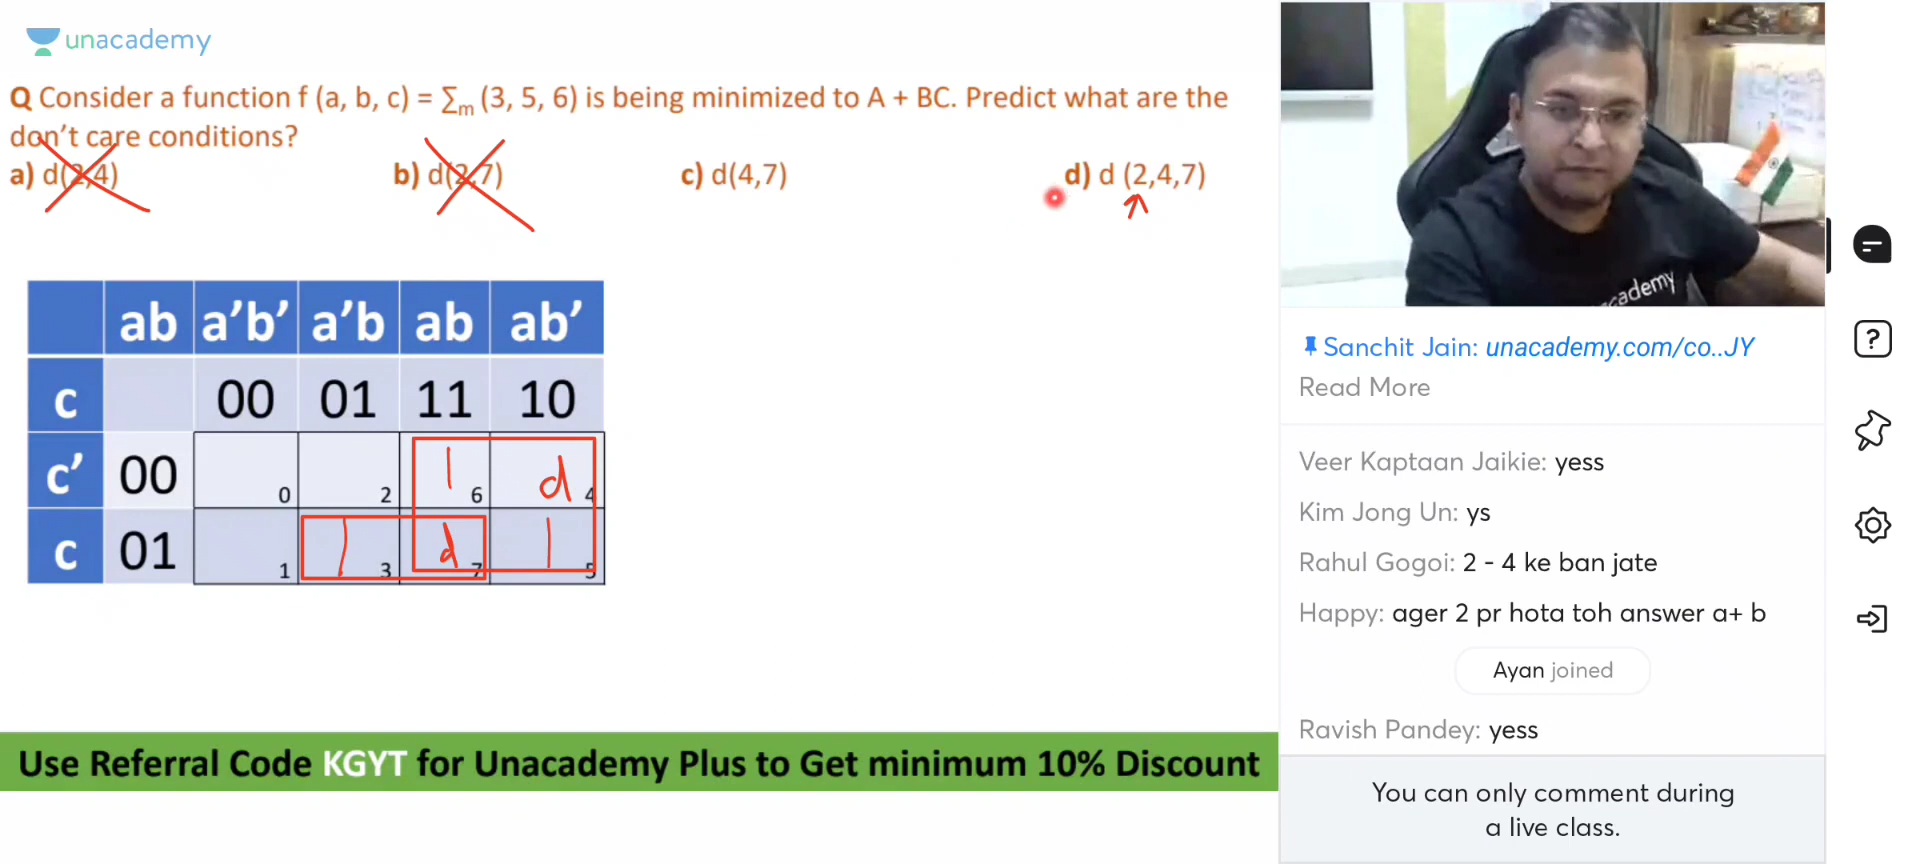 unacademy
Q Consider a function f (a, b, c) = ∑m (3, 5, 6) is being minimized to A + BC. Predict what are the
don't care conditions?
a) d(2,4) b) d(2,7) c) d(4,7) d) d (2,4,7)
ab a'b' a'b ab ab'
c 00 01 11 10
c' 00 0 2 1 6 d 4
c 01 1 1 3 d 7 1 5
Use Referral Code KGYT for Unacademy Plus to Get minimum 10% Discount
academy
Sanchit Jain: unacademy.com/co..JY
Read More
Veer Kaptaan Jaikie: yess
Kim Jong Un: ys
Rahul Gogoi: 2 - 4 ke ban jate
Happy: ager 2 pr hota toh answer a+ b
Ayan joined
Ravish Pandey: yess
You can only comment during
a live class.
?